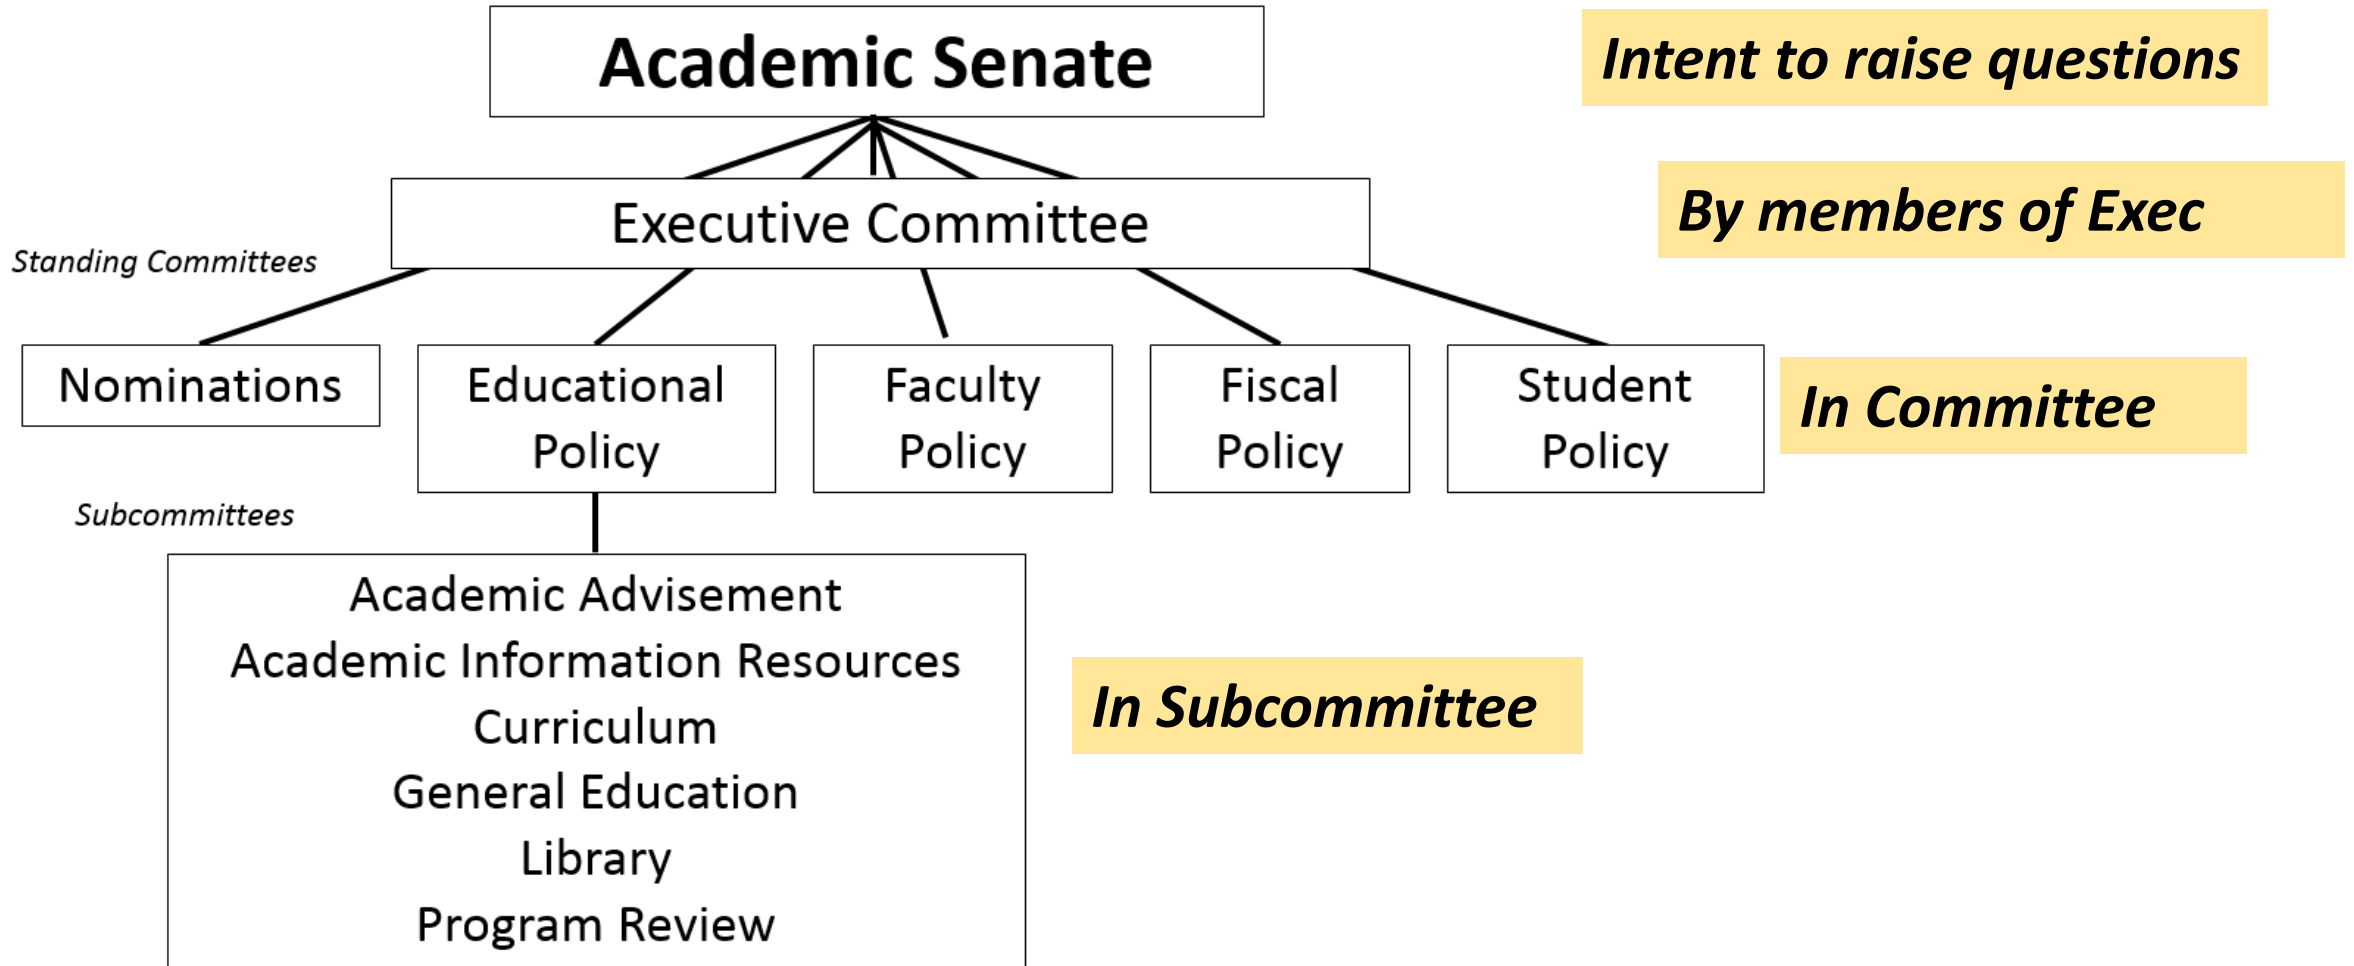 Academic Senate
Intent to raise questions
Executive Committee
By members of Exec
Standing Committees
Nominations
Educational
Policy
Faculty
Policy
Fiscal
Policy
Student
Policy
In Committee
Subcommittees
Academic Advisement
Academic Information Resources
Curriculum
General Education
Library
Program Review
In Subcommittee